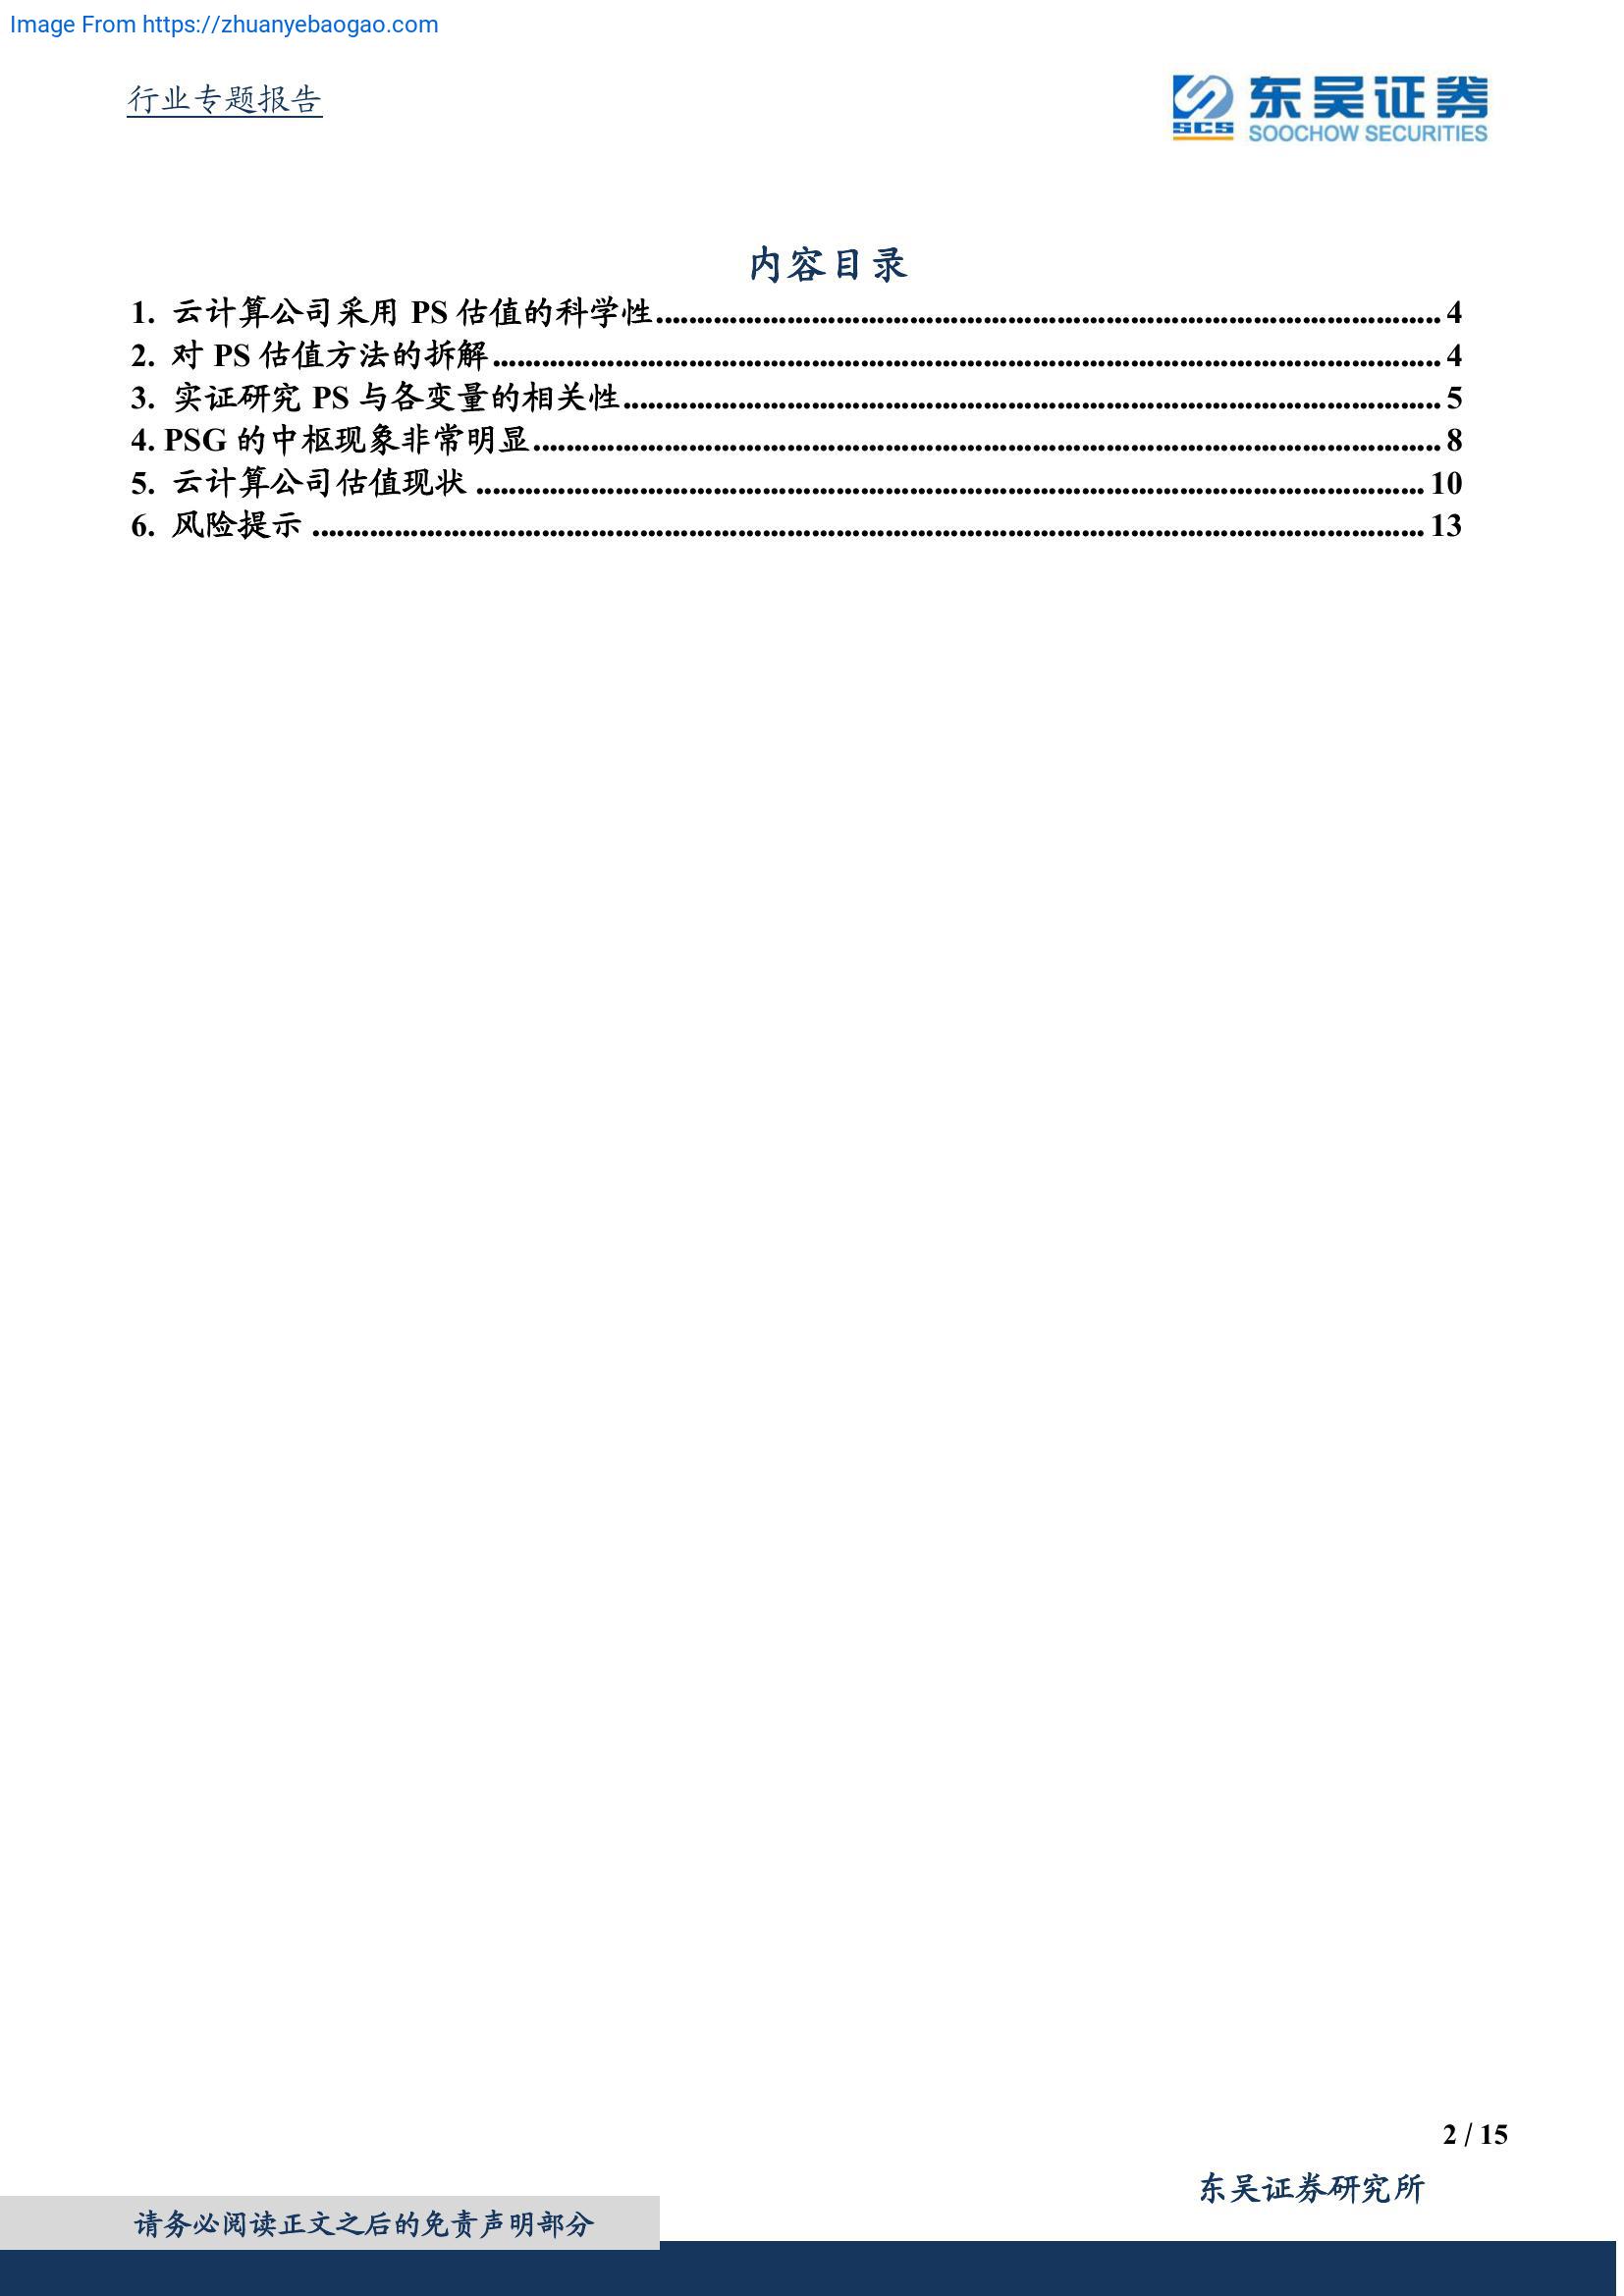 Image From https://zhuanyebaogao.com
行业专题报告
SCS
东吴证券
SOOCHOW SECURITIES
内容目录
1. 云计算公司采用 PS 估值的科学性........................................ 4
2. 对 PS 估值方法的拆解........................................ 4
3. 实证研究 PS 与各变量的相关性........................................ 5
4. PSG 的中枢现象非常明显........................................ 8
5. 云计算公司估值现状 ........................................ 10
6. 风险提示 ........................................ 13
2 / 15
东吴证券研究所
请务必阅读正文之后的免责声明部分